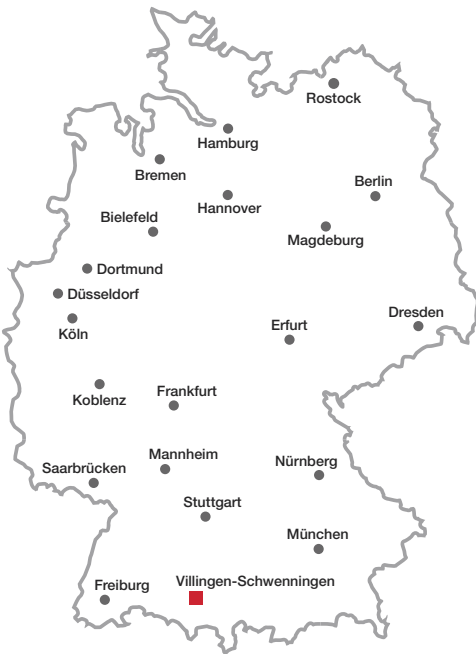 Rostock
Hamburg
Bremen
Berlin
Hannover
Bielefeld
Magdeburg
Dortmund
Düsseldorf
Dresden
Köln
Erfurt
Koblenz
Frankfurt
Mannheim
Saarbrücken
Nürnberg
Stuttgart
München
Villingen-Schwenningen
Freiburg